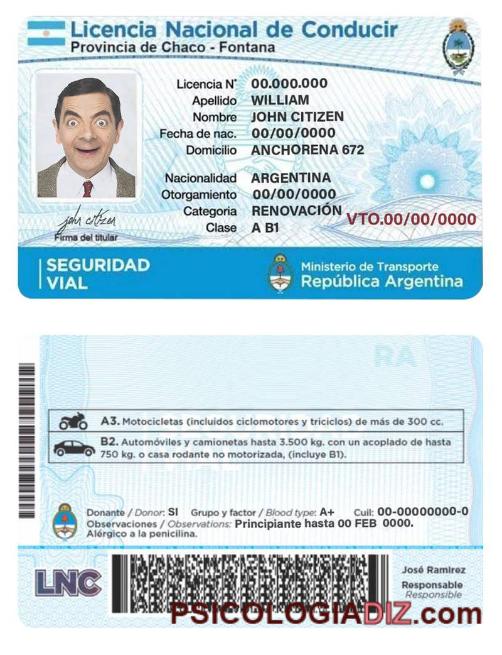 Licencia Nacional de Conducir
Provincia de Chaco - Fontana
Licencia N° 00.000.000
Apellido WILLIAM
Nombre JOHN CITIZEN
Fecha de nac. 00/00/0000
Domicilio ANCHORENA 672
Nacionalidad ARGENTINA
Otorgamiento 00/00/0000
Categoria RENOVACIÓN VTO.00/00/0000
Clase A B1
john citizen
Firma del titular
SEGURIDAD
VIAL
Ministerio de Transporte
República Argentina
RA
A3. Motocicletas (incluidos ciclomotores y triciclos) de más de 300 cc.
B2. Automóviles y camionetas hasta 3.500 kg. con un acoplado de hasta
750 kg. o casa rodante no motorizada, (incluye B1).
Donante / Donor: SI Grupo y factor / Blood type: A+ Cuil: 00-00000000-0
Observaciones / Observations: Principiante hasta 00 FEB 0000.
Alérgico a la penicilina.
LNC
José Ramirez
Responsable
Responsible
PSICOLOGIADIZ.com